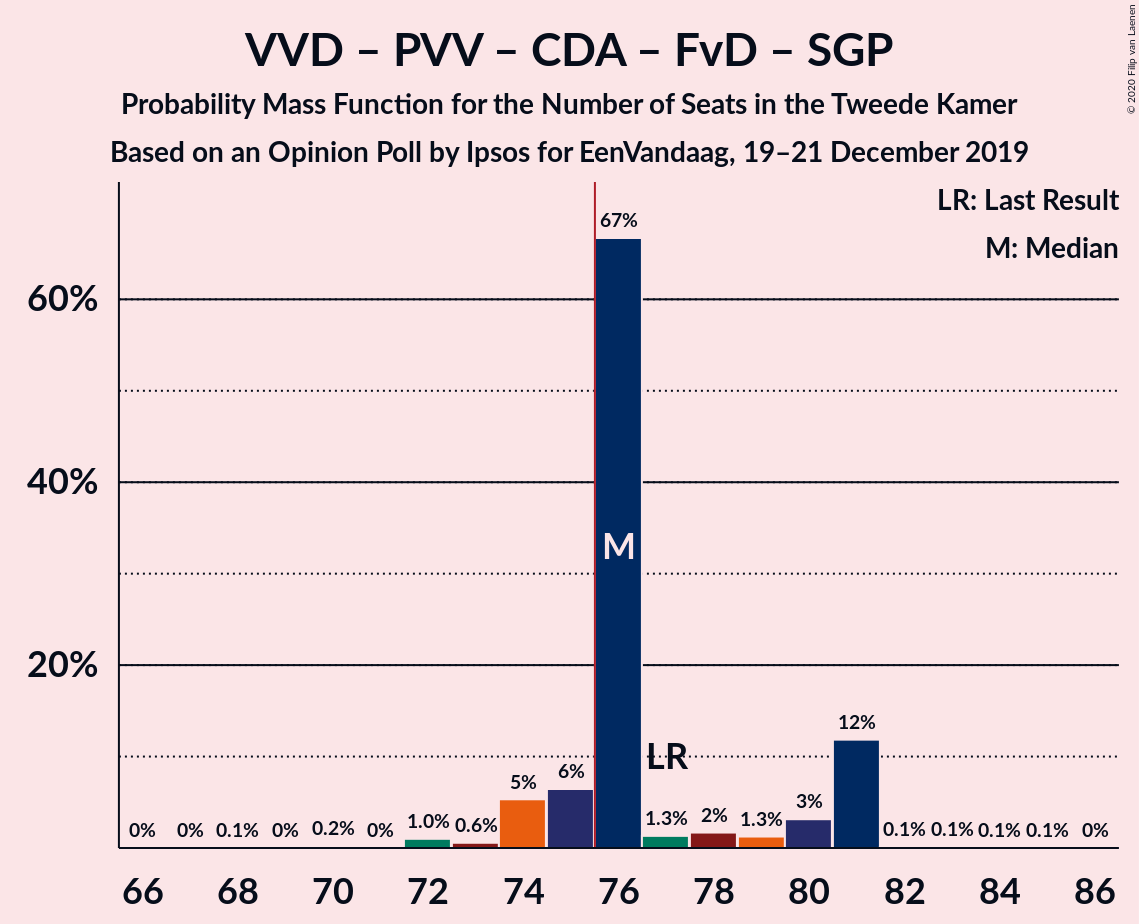 VVD – PVV – CDA – FvD – SGP
Probability Mass Function for the Number of Seats in the Tweede Kamer
Based on an Opinion Poll by Ipsos for EenVandaag, 19–21 December 2019
© 2020 Filip van Laenen
LR: Last Result
M: Median
60%
40%
20%
0% 0% 0.1% 0% 0.2% 0% 1.0% 0.6% 5% 6% 67% 1.3% 2% 1.3% 3% 12% 0.1% 0.1% 0.1% 0.1% 0%
M
LR
66 68 70 72 74 76 78 80 82 84 86